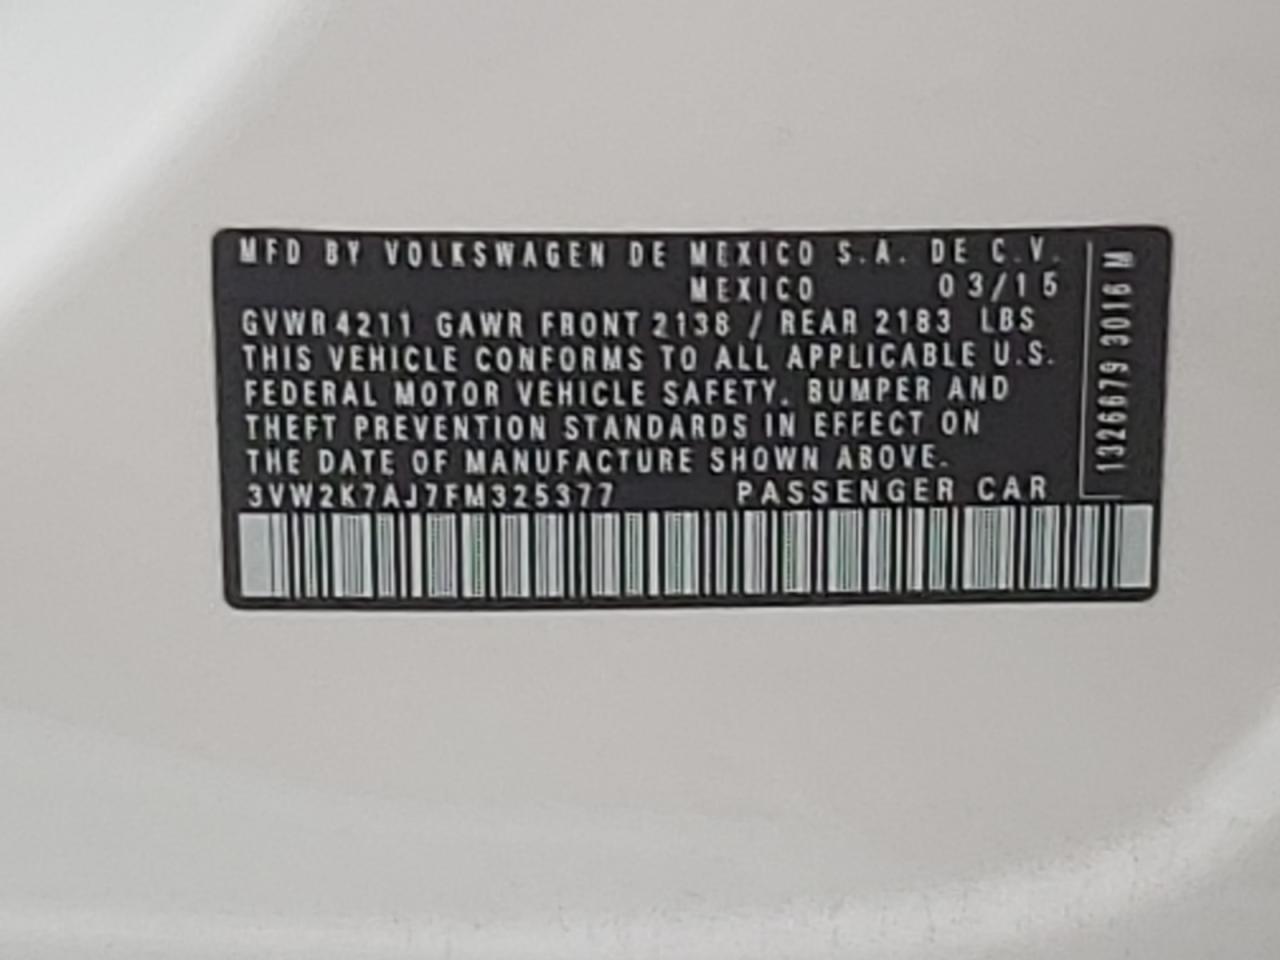 MFD BY VOLKSWAGEN DE MEXICO S.A. DE C.V.
MEXICO 03/15
GVWR 4211 GAWR FRONT 2138 / REAR 2183 LBS
THIS VEHICLE CONFORMS TO ALL APPLICABLE U.S.
FEDERAL MOTOR VEHICLE SAFETY. BUMPER AND
THEFT PREVENTION STANDARDS IN EFFECT ON
THE DATE OF MANUFACTURE SHOWN ABOVE.
3VW2K7AJ7FM325377 PASSENGER CAR
1326679 3016 M